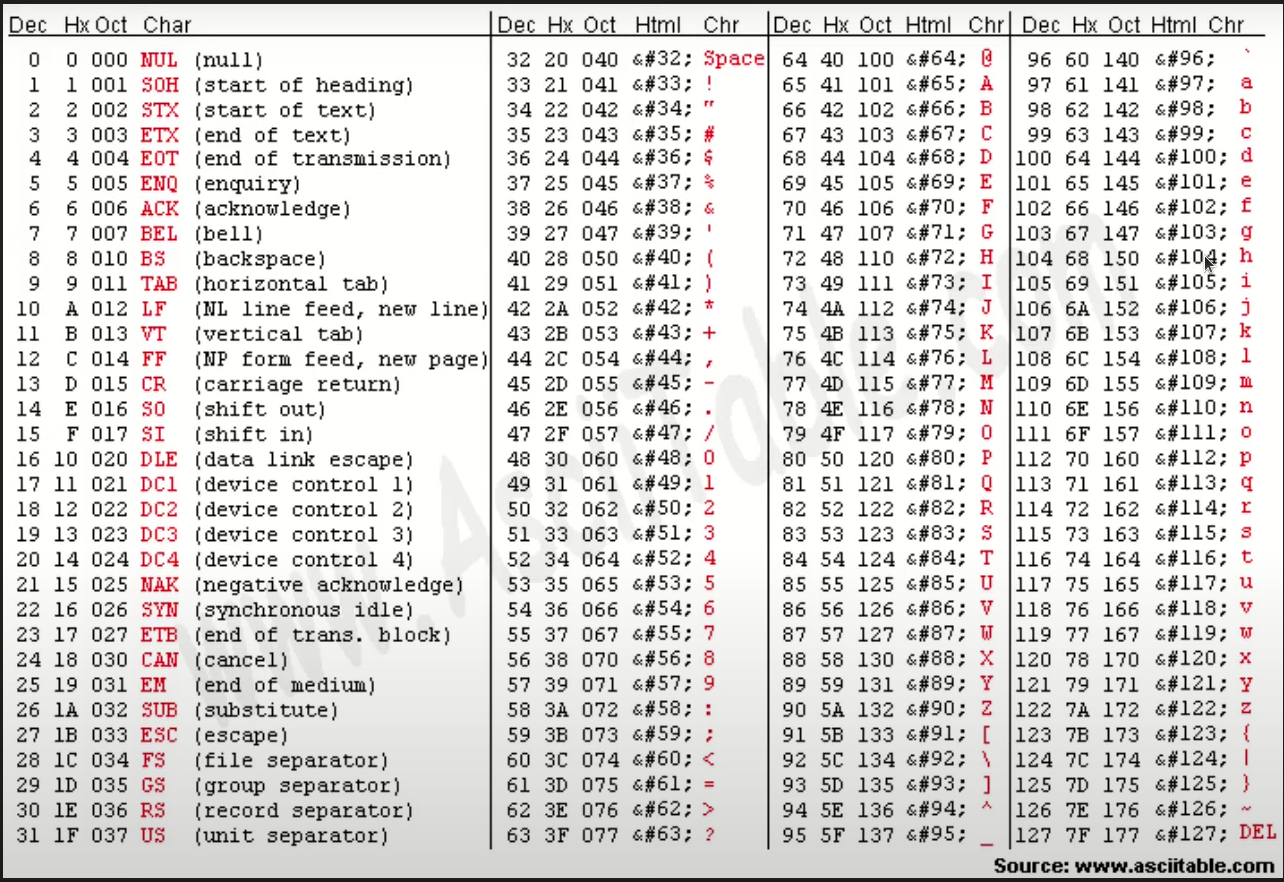 Dec Hx Oct Char Dec Hx Oct Html Chr Dec Hx Oct Html Chr Dec Hx Oct Html Chr
0 0 000 NUL (null) 32 20 040 &#32; Space 64 40 100 &#64; @ 96 60 140 &#96; `
1 1 001 SOH (start of heading) 33 21 041 &#33; ! 65 41 101 &#65; A 97 61 141 &#97; a
2 2 002 STX (start of text) 34 22 042 &#34; " 66 42 102 &#66; B 98 62 142 &#98; b
3 3 003 ETX (end of text) 35 23 043 &#35; # 67 43 103 &#67; C 99 63 143 &#99; c
4 4 004 EOT (end of transmission) 36 24 044 &#36; $ 68 44 104 &#68; D 100 64 144 &#100; d
5 5 005 ENQ (enquiry) 37 25 045 &#37; % 69 45 105 &#69; E 101 65 145 &#101; e
6 6 006 ACK (acknowledge) 38 26 046 &#38; & 70 46 106 &#70; F 102 66 146 &#102; f
7 7 007 BEL (bell) 39 27 047 &#39; ' 71 47 107 &#71; G 103 67 147 &#103; g
8 8 010 BS (backspace) 40 28 050 &#40; ( 72 48 110 &#72; H 104 68 150 &#104; h
9 9 011 TAB (horizontal tab) 41 29 051 &#41; ) 73 49 111 &#73; I 105 69 151 &#105; i
10 A 012 LF (NL line feed, new line) 42 2A 052 &#42; * 74 4A 112 &#74; J 106 6A 152 &#106; j
11 B 013 VT (vertical tab) 43 2B 053 &#43; + 75 4B 113 &#75; K 107 6B 153 &#107; k
12 C 014 FF (NP form feed, new page) 44 2C 054 &#44; , 76 4C 114 &#76; L 108 6C 154 &#108; l
13 D 015 CR (carriage return) 45 2D 055 &#45; - 77 4D 115 &#77; M 109 6D 155 &#109; m
14 E 016 SO (shift out) 46 2E 056 &#46; . 78 4E 116 &#78; N 110 6E 156 &#110; n
15 F 017 SI (shift in) 47 2F 057 &#47; / 79 4F 117 &#79; O 111 6F 157 &#111; o
16 10 020 DLE (data link escape) 48 30 060 &#48; 0 80 50 120 &#80; P 112 70 160 &#112; p
17 11 021 DC1 (device control 1) 49 31 061 &#49; 1 81 51 121 &#81; Q 113 71 161 &#113; q
18 12 022 DC2 (device control 2) 50 32 062 &#50; 2 82 52 122 &#82; R 114 72 162 &#114; r
19 13 023 DC3 (device control 3) 51 33 063 &#51; 3 83 53 123 &#83; S 115 73 163 &#115; s
20 14 024 DC4 (device control 4) 52 34 064 &#52; 4 84 54 124 &#84; T 116 74 164 &#116; t
21 15 025 NAK (negative acknowledge) 53 35 065 &#53; 5 85 55 125 &#85; U 117 75 165 &#117; u
22 16 026 SYN (synchronous idle) 54 36 066 &#54; 6 86 56 126 &#86; V 118 76 166 &#118; v
23 17 027 ETB (end of trans. block) 55 37 067 &#55; 7 87 57 127 &#87; W 119 77 167 &#119; w
24 18 030 CAN (cancel) 56 38 070 &#56; 8 88 58 130 &#88; X 120 78 170 &#120; x
25 19 031 EM (end of medium) 57 39 071 &#57; 9 89 59 131 &#89; Y 121 79 171 &#121; y
26 1A 032 SUB (substitute) 58 3A 072 &#58; : 90 5A 132 &#90; Z 122 7A 172 &#122; z
27 1B 033 ESC (escape) 59 3B 073 &#59; ; 91 5B 133 &#91; [ 123 7B 173 &#123; {
28 1C 034 FS (file separator) 60 3C 074 &#60; < 92 5C 134 &#92; \ 124 7C 174 &#124; |
29 1D 035 GS (group separator) 61 3D 075 &#61; = 93 5D 135 &#93; ] 125 7D 175 &#125; }
30 1E 036 RS (record separator) 62 3E 076 &#62; > 94 5E 136 &#94; ^ 126 7E 176 &#126; ~
31 1F 037 US (unit separator) 63 3F 077 &#63; ? 95 5F 137 &#95; _ 127 7F 177 &#127; DEL
www.AsciiTable.com
Source: www.asciitable.com